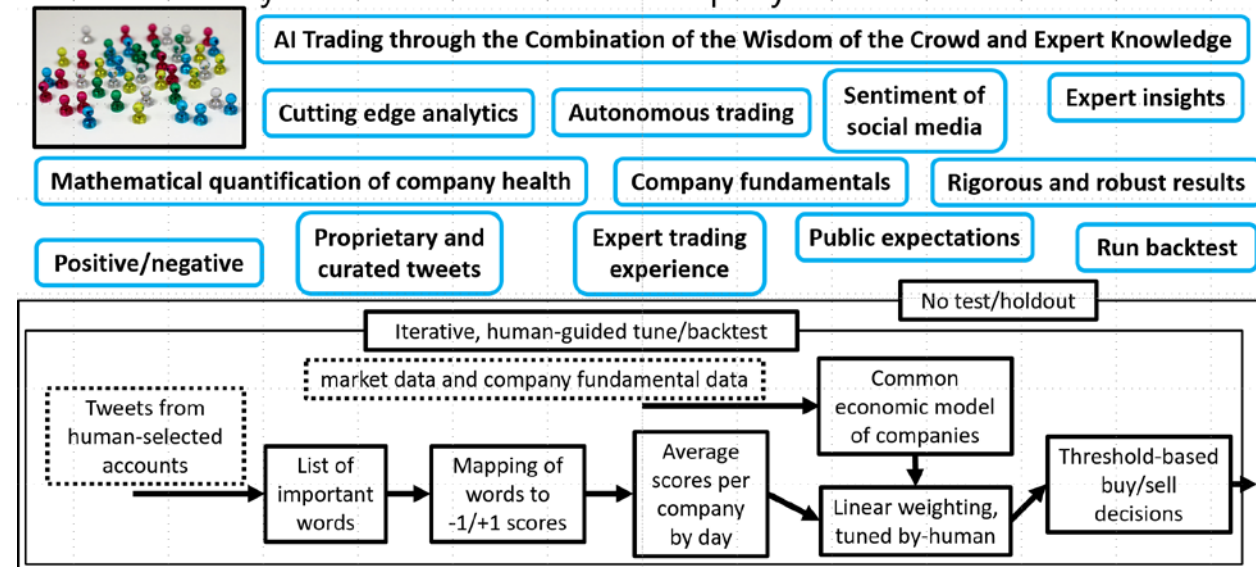 AI Trading through the Combination of the Wisdom of the Crowd and Expert Knowledge
Cutting edge analytics
Autonomous trading
Sentiment of
social media
Expert insights
Mathematical quantification of company health
Company fundamentals
Rigorous and robust results
Positive/negative
Proprietary and
curated tweets
Expert trading
experience
Public expectations
Run backtest
No test/holdout
Iterative, human-guided tune/backtest
market data and company fundamental data
Tweets from
human-selected
accounts
List of
important
words
Mapping of
words to
-1/+1 scores
Average
scores per
company
by day
Common
economic model
of companies
Linear weighting,
tuned by-human
Threshold-based
buy/sell
decisions